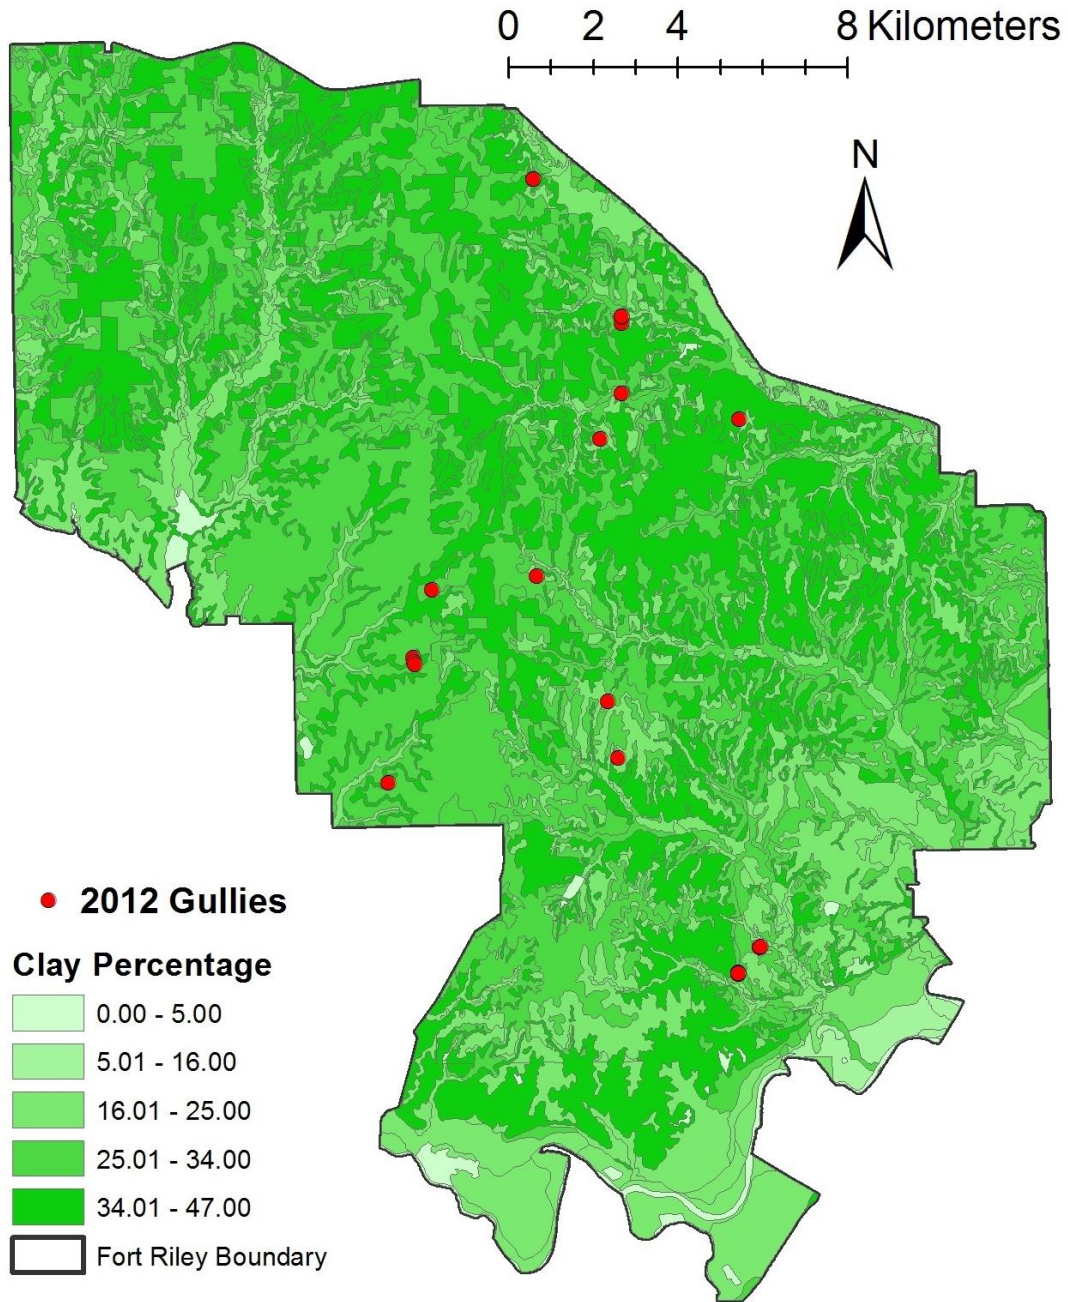 0 2 4 8 Kilometers
N
2012 Gullies
Clay Percentage
0.00 - 5.00
5.01 - 16.00
16.01 - 25.00
25.01 - 34.00
34.01 - 47.00
Fort Riley Boundary